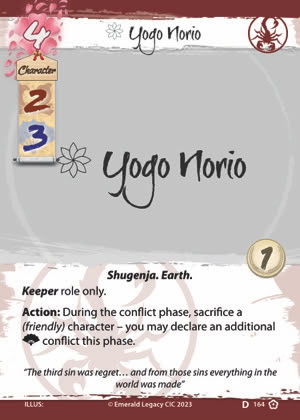 4
Yogo Norio
Character
2
3
Yogo Norio
1
Shugenja. Earth.
Keeper role only.
Action: During the conflict phase, sacrifice a
(friendly) character – you may declare an additional
conflict this phase.
"The third sin was regret… and from those sins everything in the
world was made"
ILLUS:
© Emerald Legacy CIC 2023
D 164